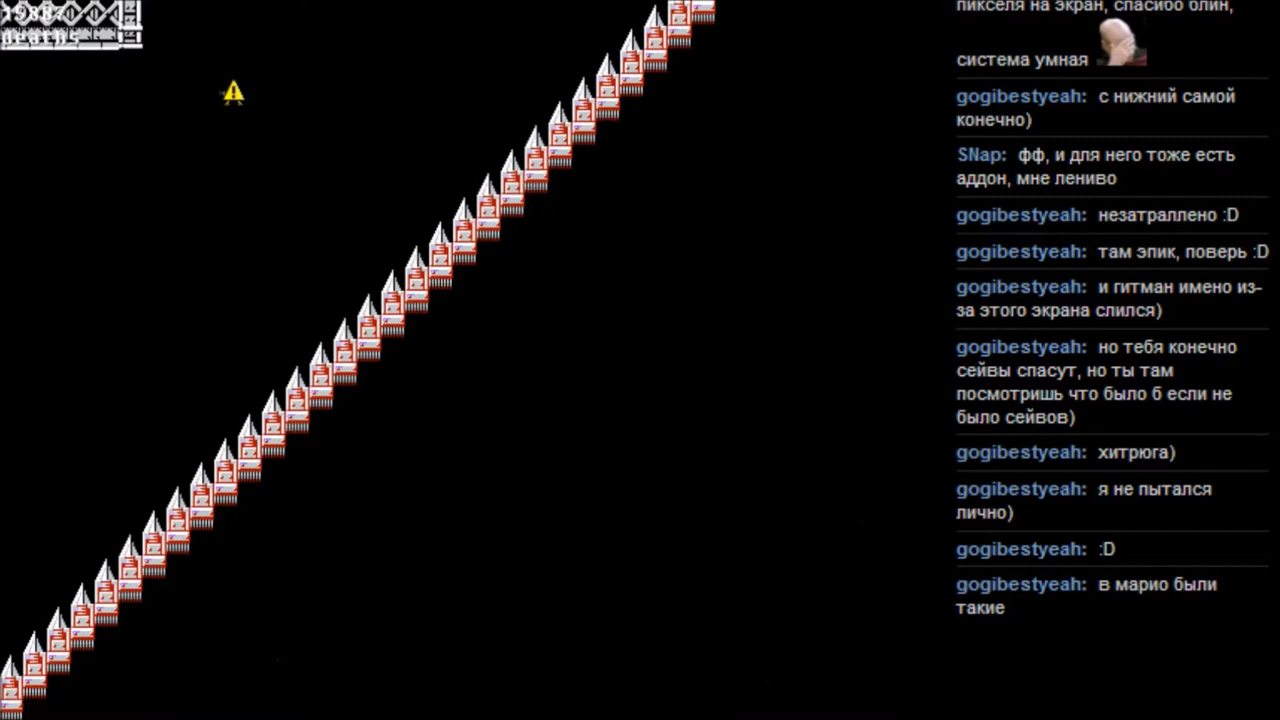 deaths
пикселя на экран, спасибо блин,
система умная
gogibestyeah: с нижний самой
конечно)
SNap: фф, и для него тоже есть
аддон, мне лениво
gogibestyeah: незатраллено :D
gogibestyeah: там эпик, поверь :D
gogibestyeah: и гитман имено из-
за этого экрана слился)
gogibestyeah: но тебя конечно
сейвы спасут, но ты там
посмотришь что было б если не
было сейвов)
gogibestyeah: хитрюга)
gogibestyeah: я не пытался
лично)
gogibestyeah: :D
gogibestyeah: в марио были
такие